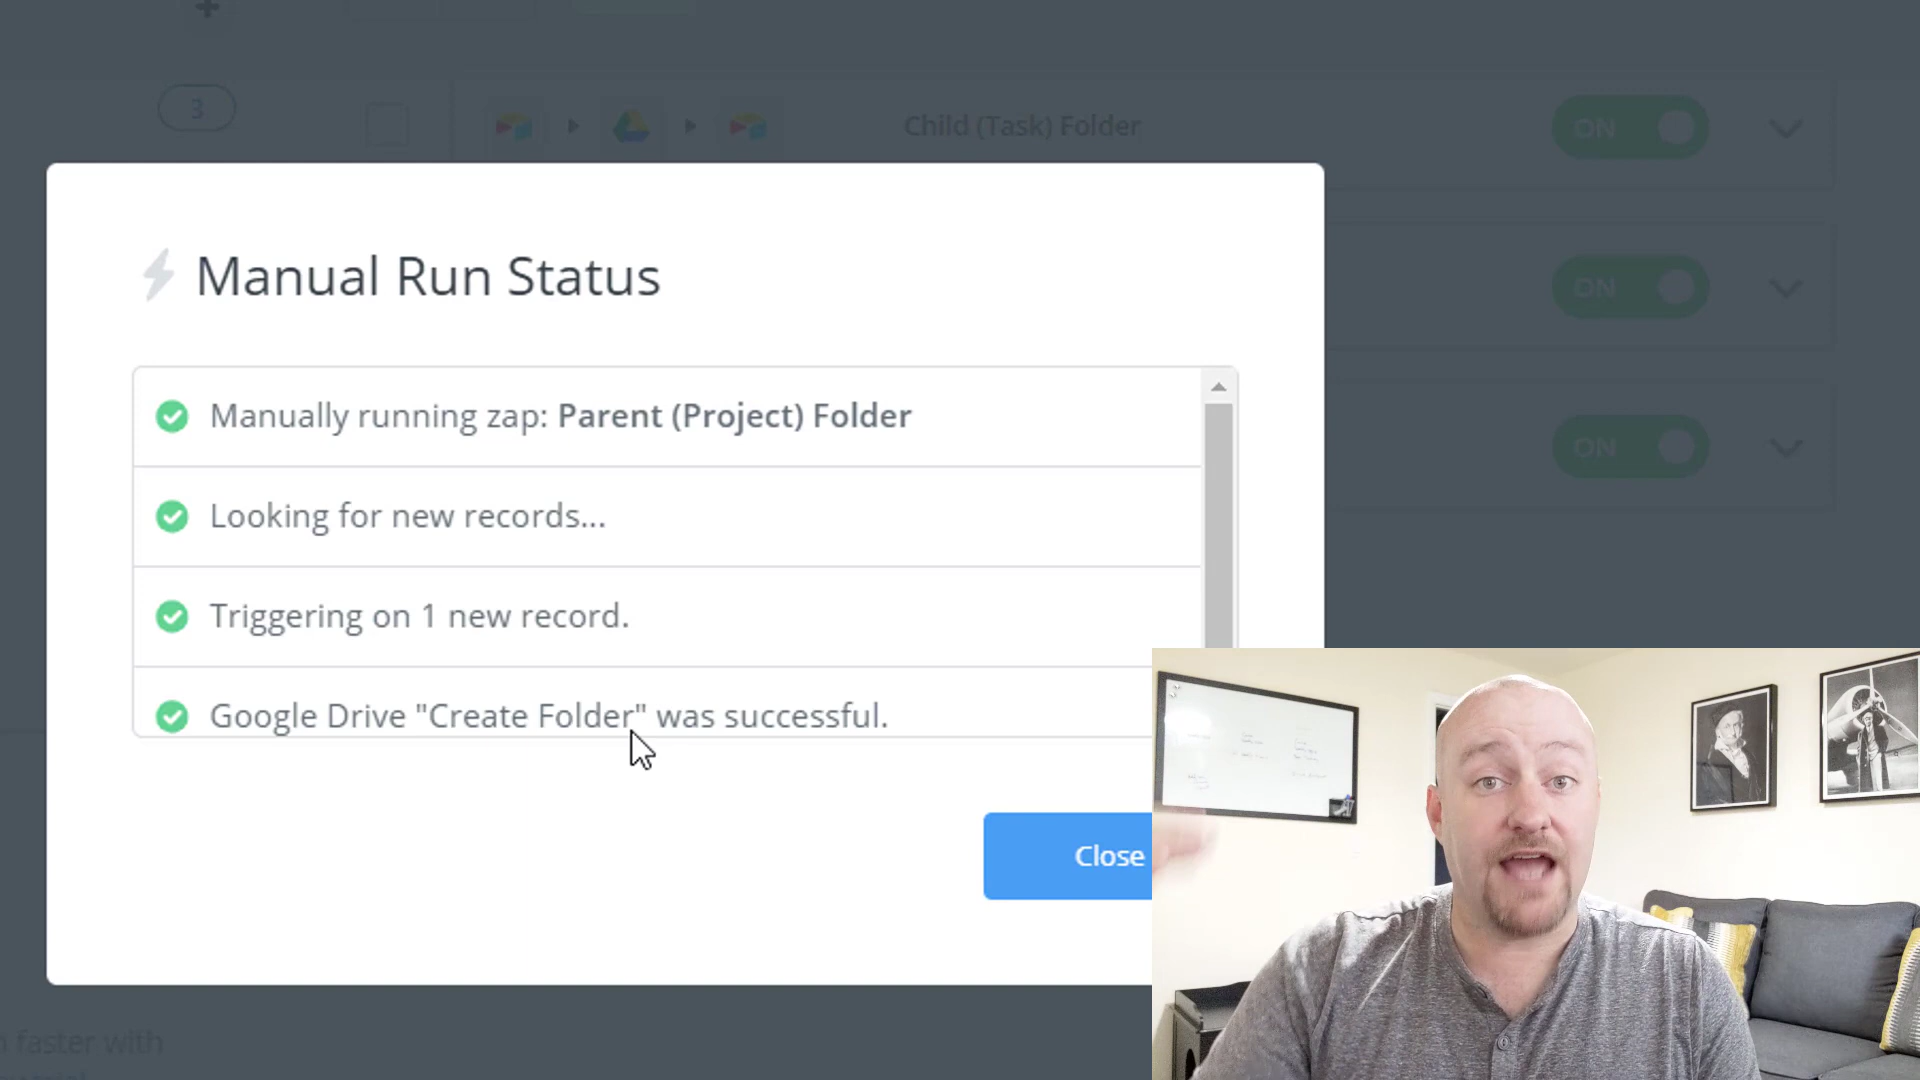 3
Child (Task) Folder
ON
Manual Run Status
ON
Manually running zap: Parent (Project) Folder
ON
Looking for new records...
Triggering on 1 new record.
Google Drive "Create Folder" was successful.
Close
faster with